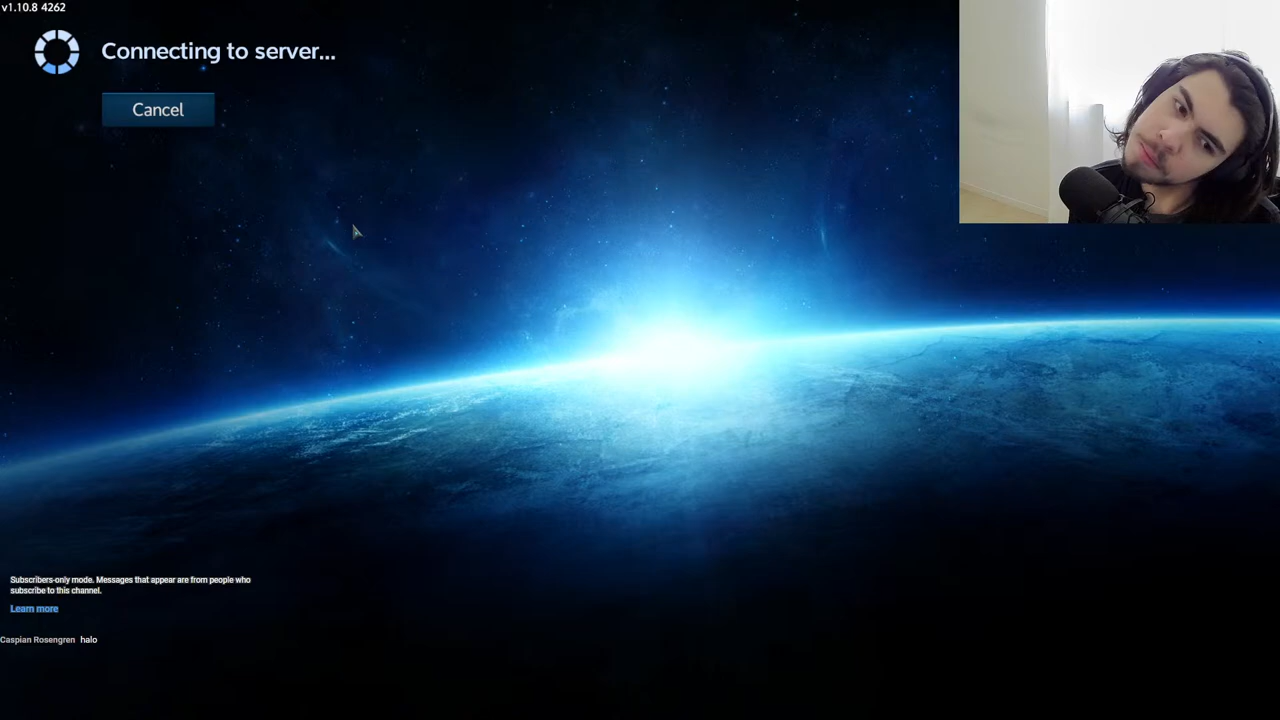 v1.10.8 4262
Connecting to server...
Cancel
Subscribers-only mode. Messages that appear are from people who
subscribe to this channel.
Learn more
Caspian Rosengren halo